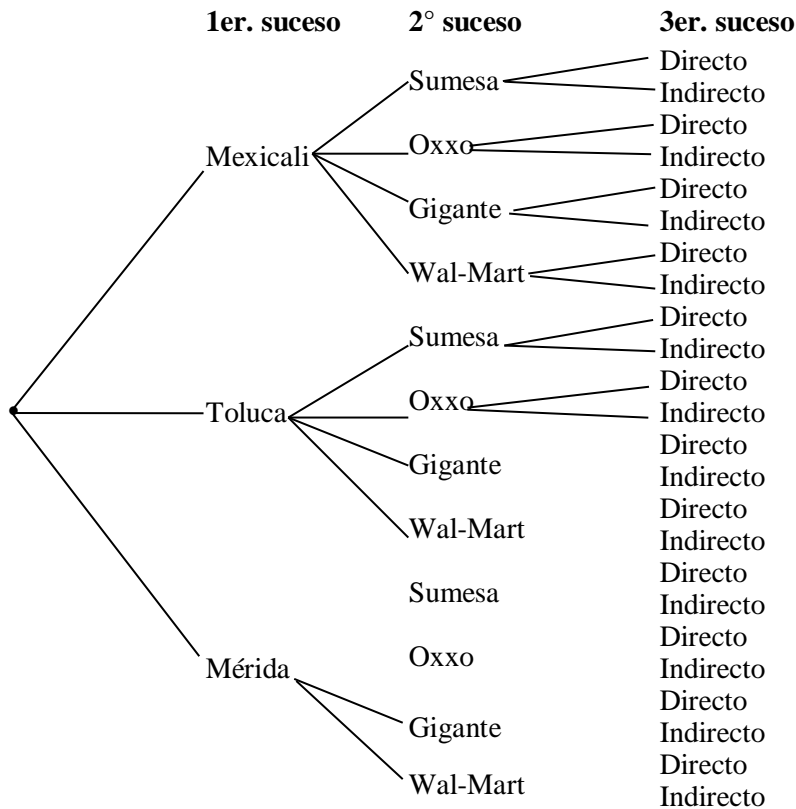 1er. suceso 2° suceso 3er. suceso
Directo
Sumesa
Indirecto
Directo
Oxxo
Mexicali
Indirecto
Directo
Gigante
Indirecto
Directo
Wal-Mart
Indirecto
Directo
Sumesa
Indirecto
Directo
Oxxo
Toluca
Indirecto
Directo
Gigante
Indirecto
Directo
Wal-Mart
Indirecto
Directo
Sumesa
Indirecto
Directo
Oxxo
Mérida
Indirecto
Directo
Gigante
Indirecto
Directo
Wal-Mart
Indirecto